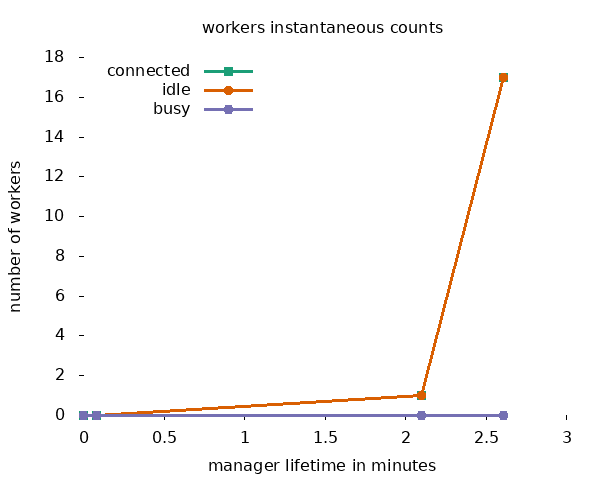 workers instantaneous counts
18
16
14
12
10
8
6
4
2
0
number of workers
connected
idle
busy
0 0.5 1 1.5 2 2.5 3
manager lifetime in minutes